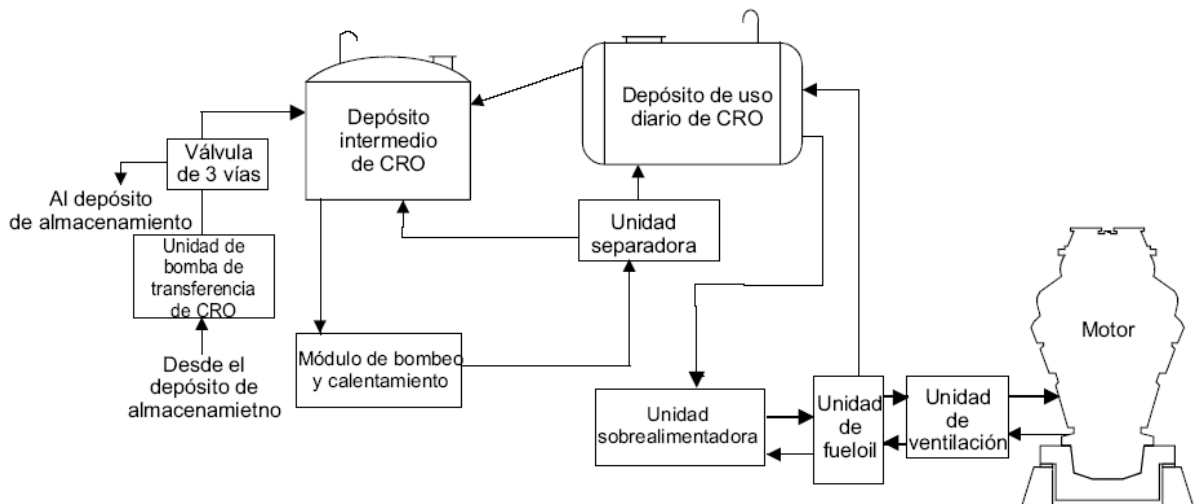 Depósito
intermedio
de CRO
Depósito de uso
diario de CRO
Válvula
de 3 vías
Al depósito
de almacenamiento
Unidad de
bomba de
transferencia
de CRO
Desde el
depósito de
almacenamietno
Unidad
separadora
Módulo de bombeo
y calentamiento
Unidad
sobrealimentadora
Unidad
de
fueloil
Unidad
de
ventilación
Motor